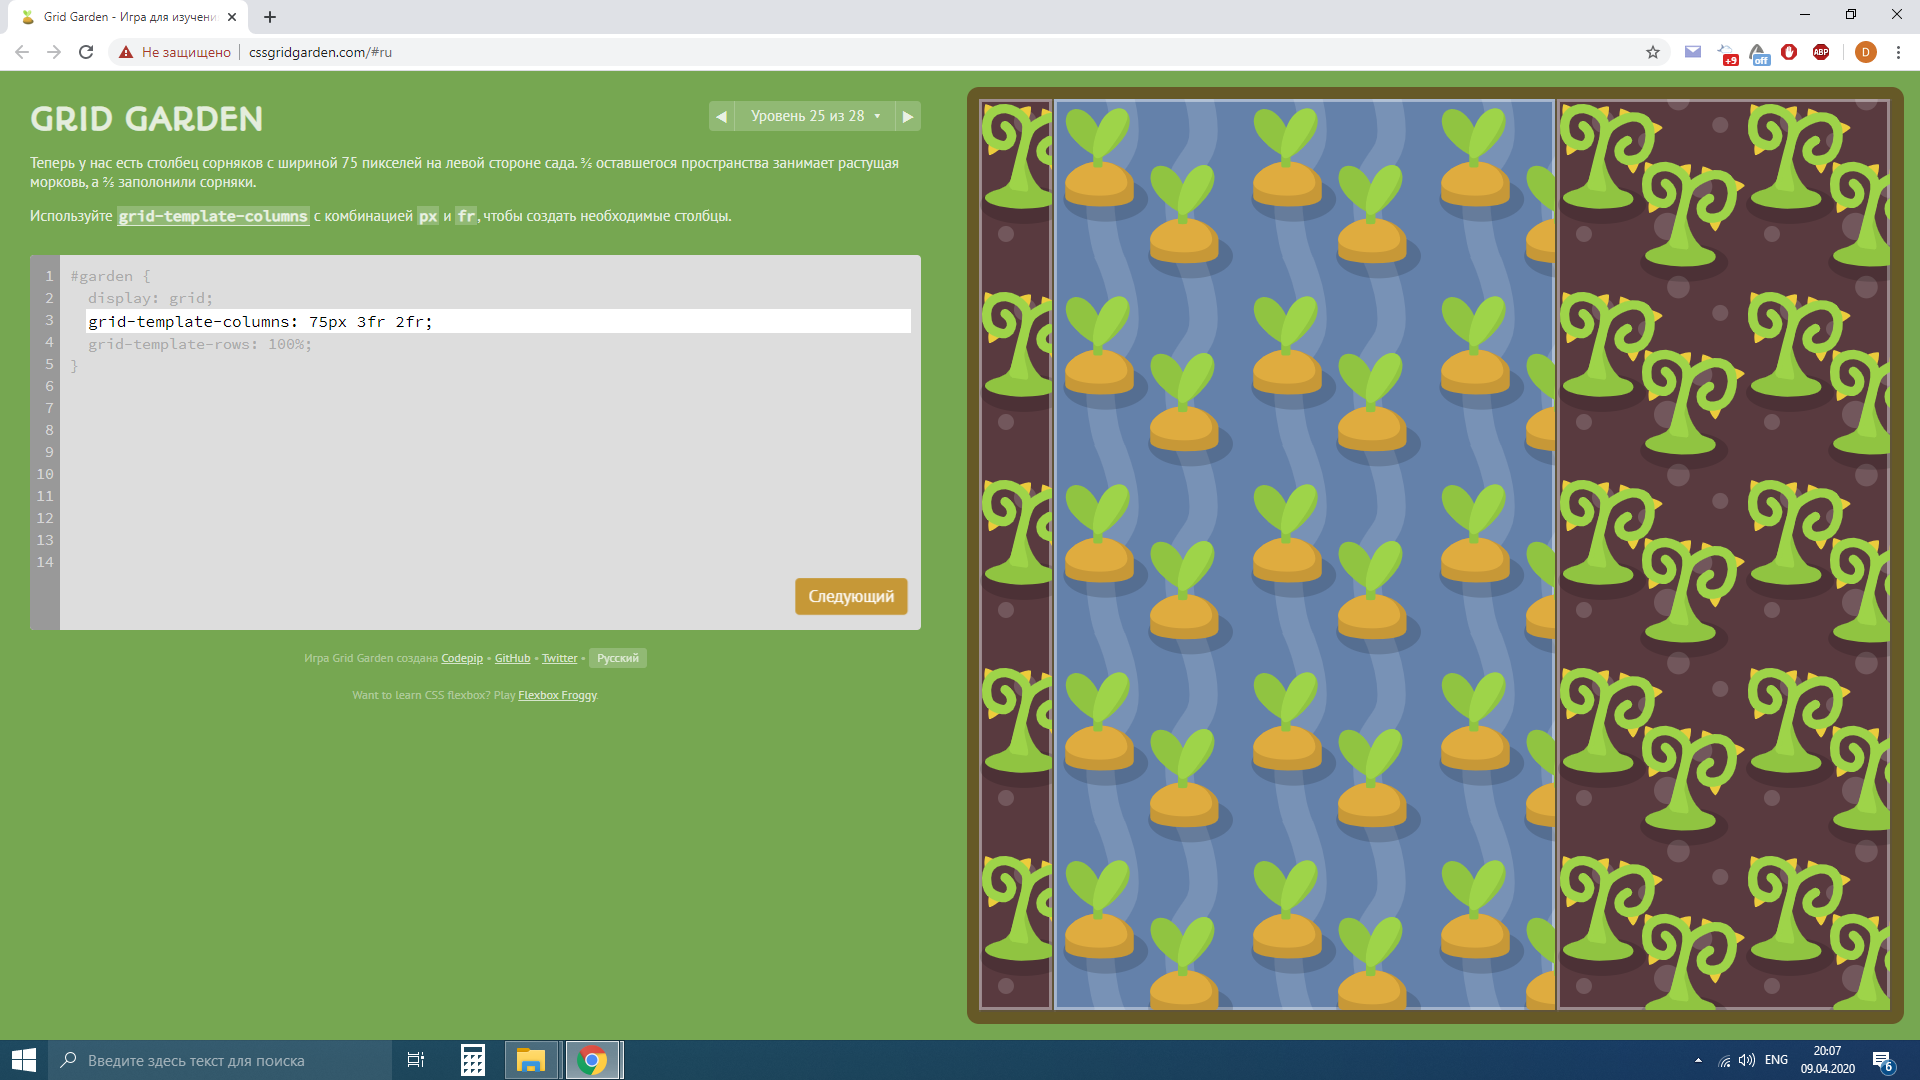 Grid Garden - Игра для изучени
Не защищено
cssgridgarden.com/#ru
+9
off
ABP
D
GRID GARDEN
◀ Уровень 25 из 28 ▾ ▶
Теперь у нас есть столбец сорняков с шириной 75 пикселей на левой стороне сада. ⅗ оставшегося пространства занимает растущая
морковь, а ⅖ заполонили сорняки.
Используйте grid-template-columns с комбинацией px и fr, чтобы создать необходимые столбцы.
1 #garden {
2 display: grid;
3 grid-template-columns: 75px 3fr 2fr;
4 grid-template-rows: 100%;
5 }
6
7
8
9
10
11
12
13
14
Следующий
Игра Grid Garden создана Codepip • GitHub • Twitter • Русский
Want to learn CSS flexbox? Play Flexbox Froggy.
Введите здесь текст для поиска
ENG
20:07
09.04.2020
6